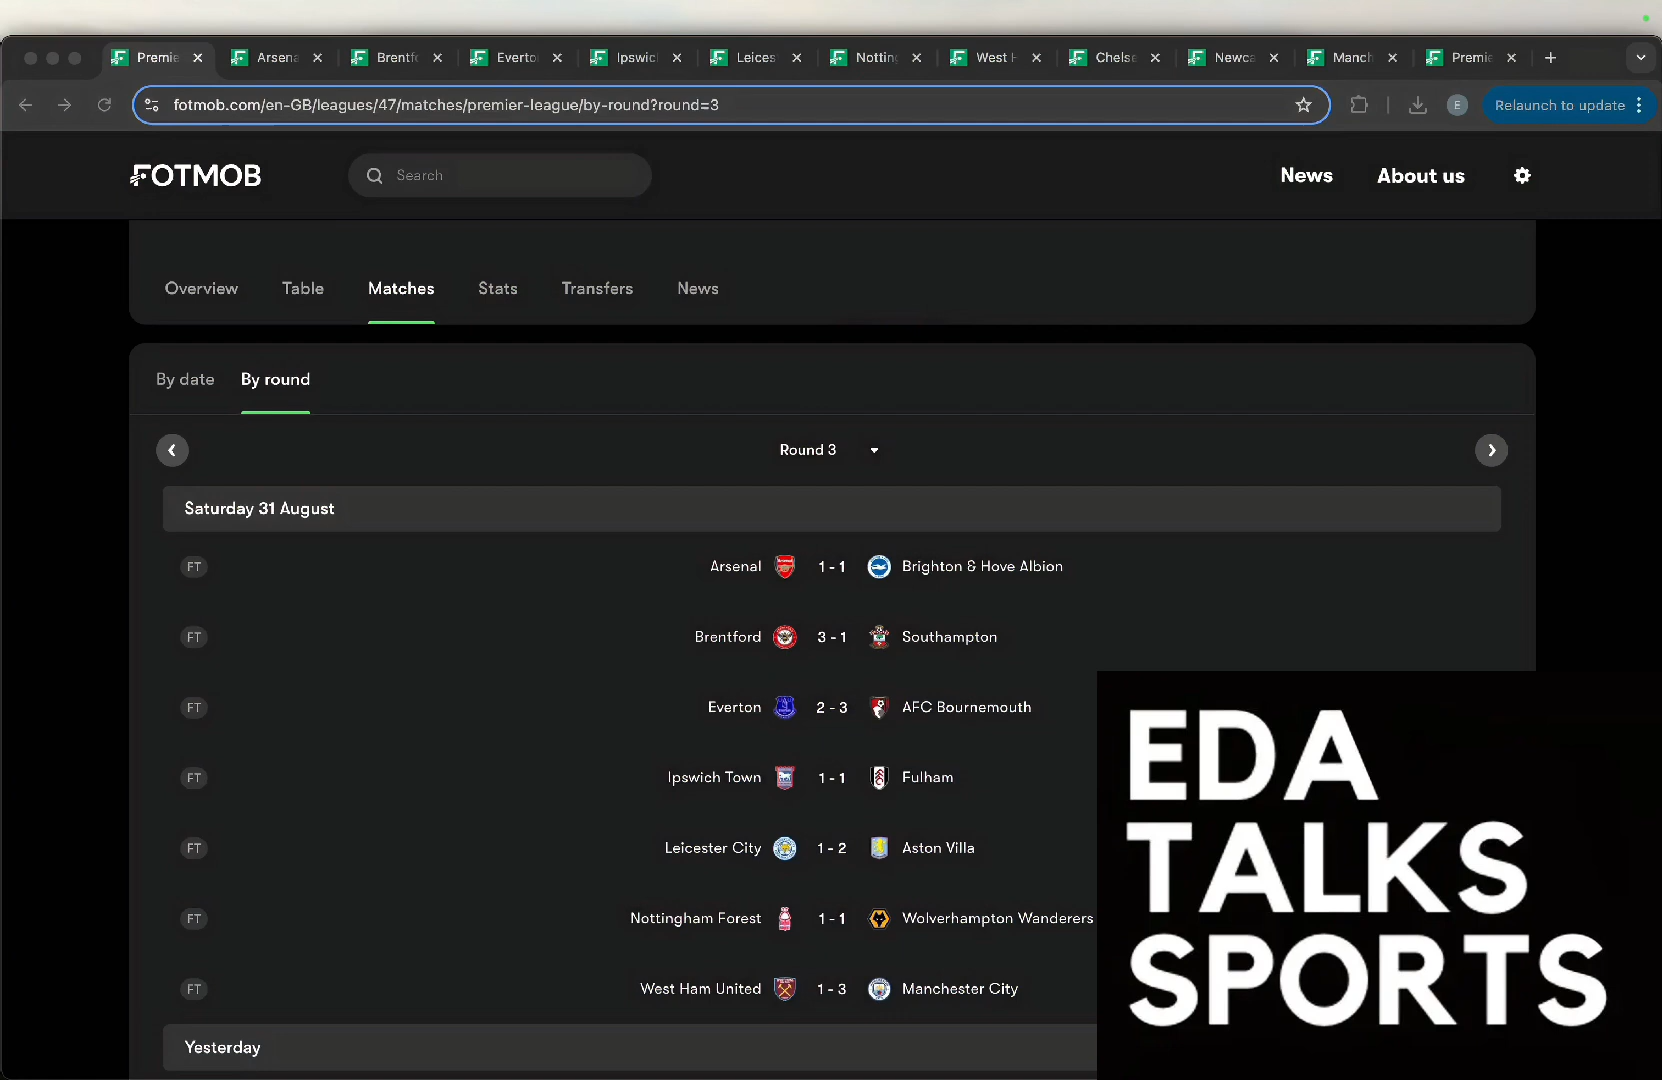 Premie
Arsena
Brentfo
Everto
Ipswic
Leices
Notting
West H
Chelse
Newca
Manch
Premie
fotmob.com/en-GB/leagues/47/matches/premier-league/by-round?round=3
E
Relaunch to update
FOTMOB
Search
News
About us
Overview
Table
Matches
Stats
Transfers
News
By date
By round
Round 3
Saturday 31 August
FT Arsenal 1 - 1 Brighton & Hove Albion
FT Brentford 3 - 1 Southampton
FT Everton 2 - 3 AFC Bournemouth
FT Ipswich Town 1 - 1 Fulham
FT Leicester City 1 - 2 Aston Villa
FT Nottingham Forest 1 - 1 Wolverhampton Wanderers
FT West Ham United 1 - 3 Manchester City
Yesterday
EDA
TALKS
SPORTS